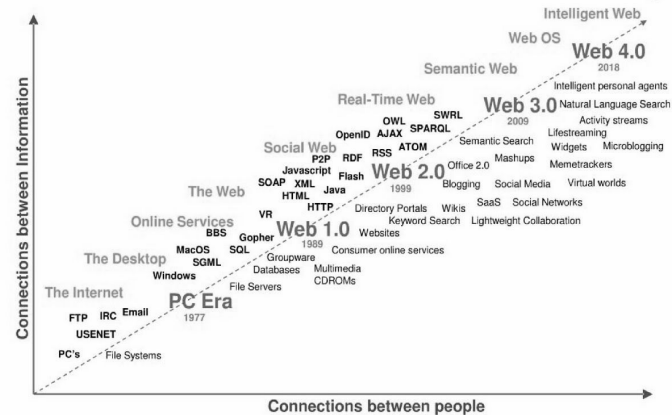 Intelligent Web
Web OS
Web 4.0
2018
Semantic Web
Intelligent personal agents
Web 3.0
2009
Natural Language Search
Real-Time Web
SWRL
Activity streams
OWL
SPARQL
Lifestreaming
OpenID
AJAX
ATOM
Semantic Search
Widgets
Microblogging
Social Web
P2P
RDF
RSS
Mashups
Memetrackers
Office 2.0
Javascript
Flash
Web 2.0
1999
SOAP
XML
Java
Blogging
Social Media
Virtual worlds
The Web
HTML
HTTP
SaaS
Social Networks
VR
Directory Portals
Wikis
Keyword Search
Lightweight Collaboration
Online Services
BBS
Gopher
Web 1.0
1989
Websites
MacOS
SQL
Groupware
Consumer online services
The Desktop
SGML
Databases
Multimedia
Windows
CDROMs
File Servers
The Internet
PC Era
1977
FTP
IRC
Email
USENET
PC's
File Systems
Connections between Information
Connections between people